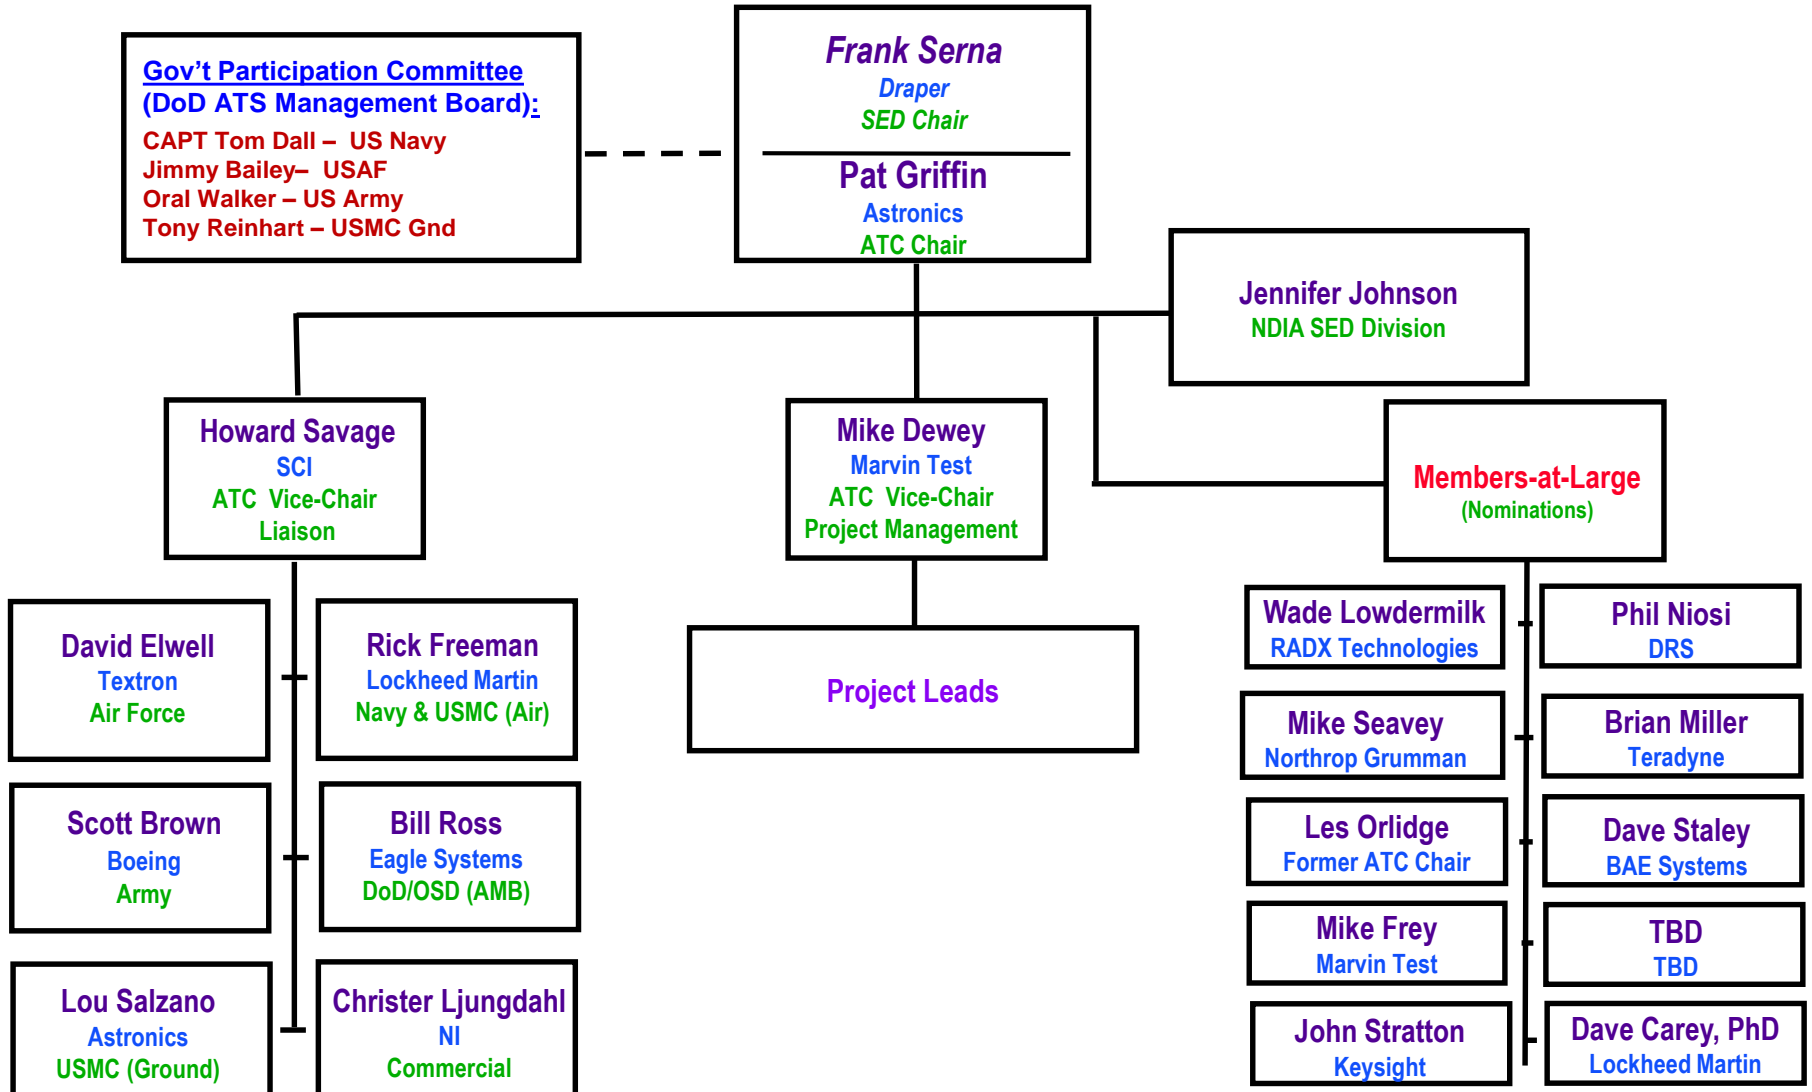 Gov't Participation Committee
(DoD ATS Management Board):
CAPT Tom Dall – US Navy
Jimmy Bailey– USAF
Oral Walker – US Army
Tony Reinhart – USMC Gnd
Frank Serna
Draper
SED Chair
Pat Griffin
Astronics
ATC Chair
Jennifer Johnson
NDIA SED Division
Howard Savage
SCI
ATC Vice-Chair
Liaison
Mike Dewey
Marvin Test
ATC Vice-Chair
Project Management
Members-at-Large
(Nominations)
David Elwell
Textron
Air Force
Rick Freeman
Lockheed Martin
Navy & USMC (Air)
Scott Brown
Boeing
Army
Bill Ross
Eagle Systems
DoD/OSD (AMB)
Lou Salzano
Astronics
USMC (Ground)
Christer Ljungdahl
NI
Commercial
Project Leads
Wade Lowdermilk
RADX Technologies
Phil Niosi
DRS
Mike Seavey
Northrop Grumman
Brian Miller
Teradyne
Les Orlidge
Former ATC Chair
Dave Staley
BAE Systems
Mike Frey
Marvin Test
TBD
TBD
John Stratton
Keysight
Dave Carey, PhD
Lockheed Martin